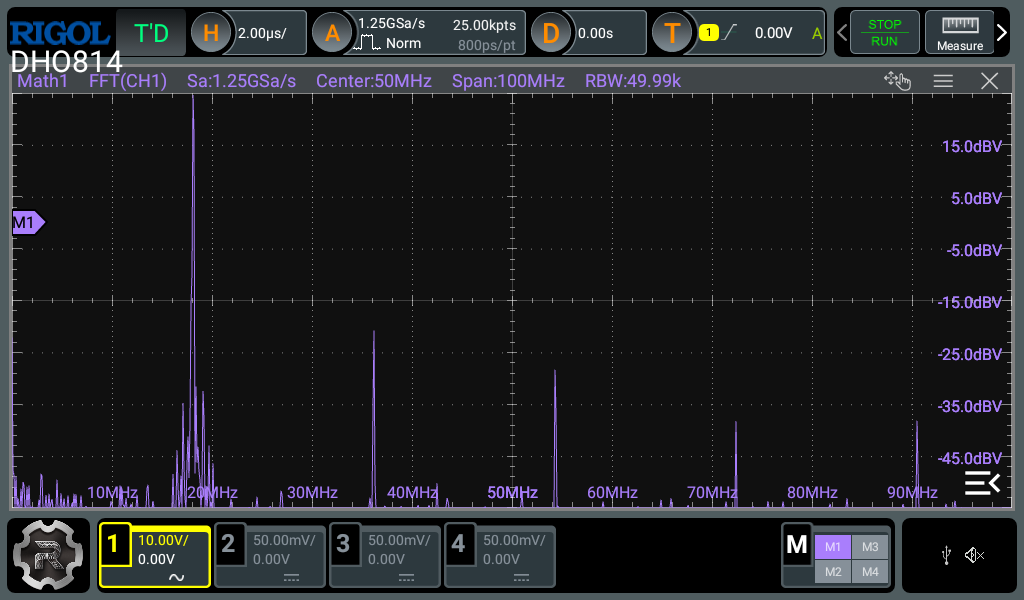 RIGOL T'D H 2.00µs/ A 1.25GSa/s 25.00kpts D 0.00s T 1 0.00V A STOP
Norm 800ps/pt RUN Measure
DHO814
Math1 FFT(CH1) Sa:1.25GSa/s Center:50MHz Span:100MHz RBW:49.99k
15.0dBV
5.0dBV
M1
-5.0dBV
-15.0dBV
-25.0dBV
-35.0dBV
-45.0dBV
10MHz 20MHz 30MHz 40MHz 50MHz 60MHz 70MHz 80MHz 90MHz
1 10.00V/ 2 50.00mV/ 3 50.00mV/ 4 50.00mV/ M M1 M3
0.00V 0.00V 0.00V 0.00V M2 M4